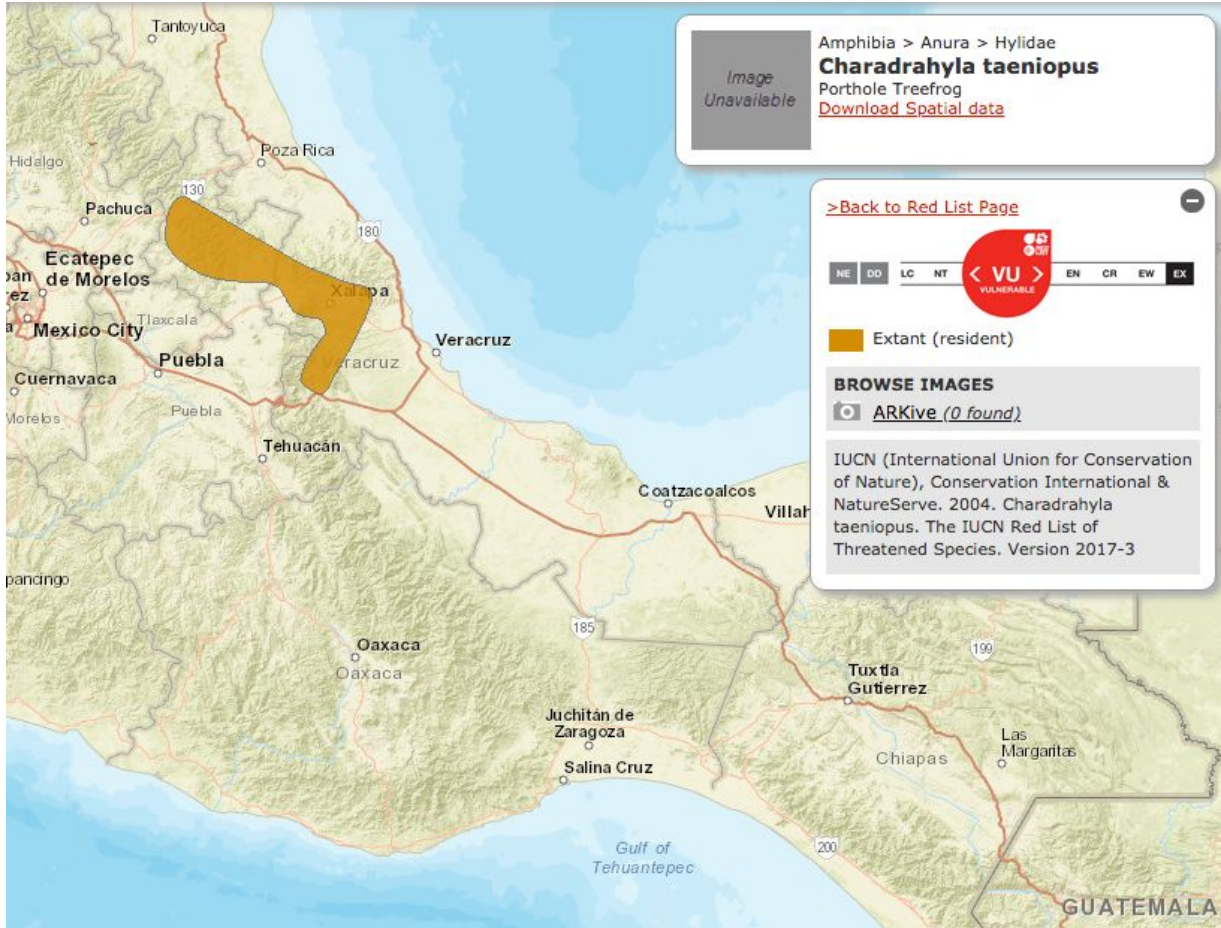 Tantoyuca
Hidalgo
Poza Rica
130
Pachuca
180
Ecatepec
de Morelos
Xalapa
Tlaxcala
Mexico City
Veracruz
Puebla
Veracruz
Cuernavaca
Puebla
Morelos
Tehuacán
Coatzacoalcos
Villah
pancingo
185
Oaxaca
Oaxaca
199
Tuxtla
Gutierrez
Juchitán de
Zaragoza
Las
Margaritas
Chiapas
Salina Cruz
Gulf of
Tehuantepec
200
GUATEMALA
Image
Unavailable
Amphibia > Anura > Hylidae
Charadrahyla taeniopus
Porthole Treefrog
Download Spatial data
>Back to Red List Page
NE DD LC NT < VU > EN CR EW EX
VULNERABLE
Extant (resident)
BROWSE IMAGES
ARKive (0 found)
IUCN (International Union for Conservation
of Nature), Conservation International &
NatureServe. 2004. Charadrahyla
taeniopus. The IUCN Red List of
Threatened Species. Version 2017-3